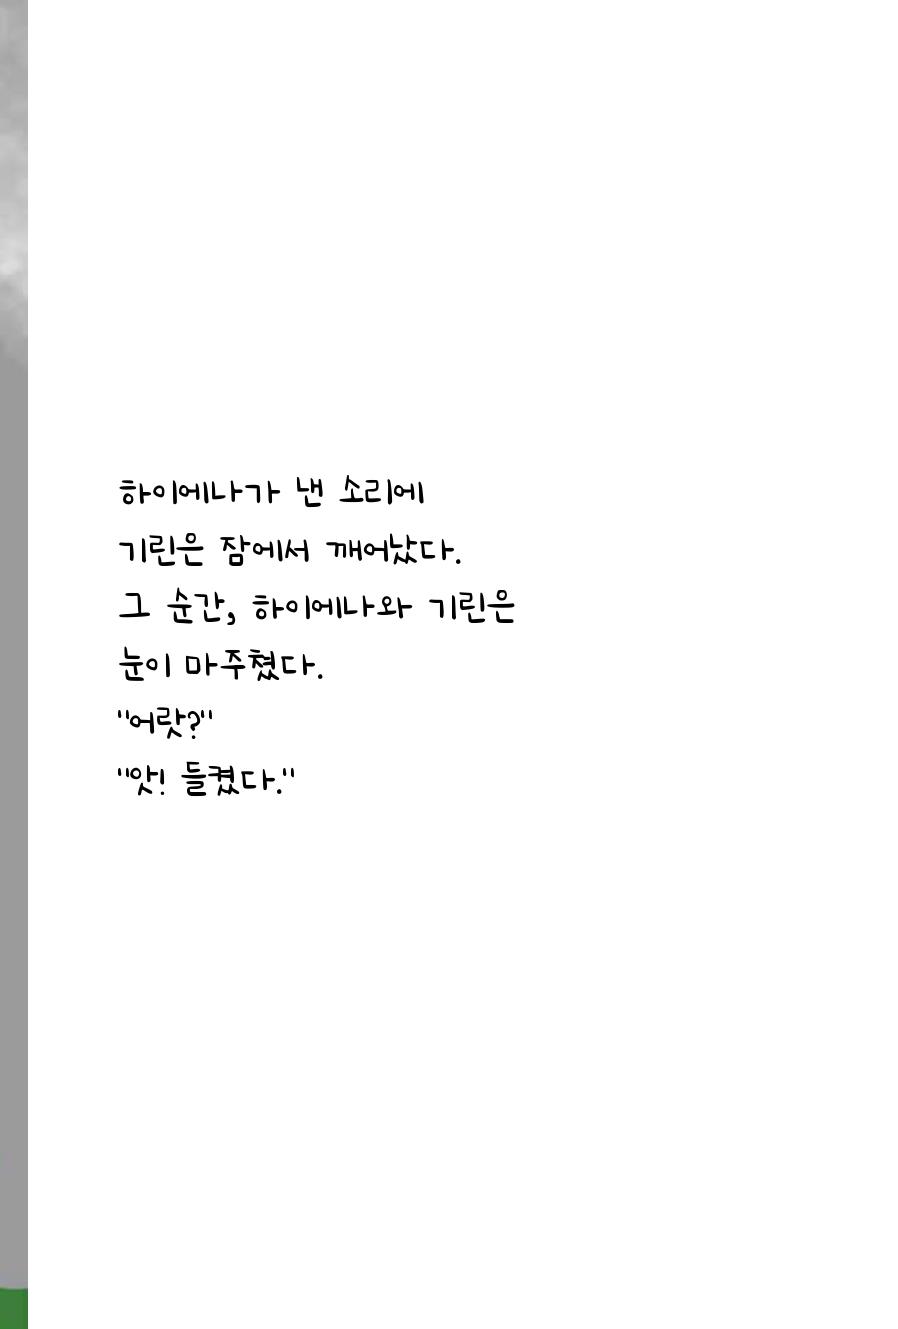 하이에나가 낸 소리에
기린은 잠에서 깨어났다.
그 순간, 하이에나와 기린은
눈이 마주쳤다.
"어랏?"
"앗! 들켰다."